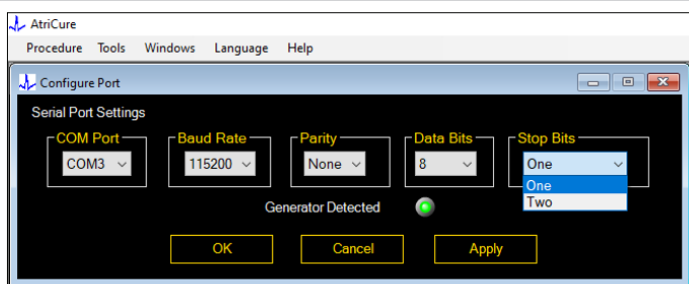 AtriCure
Procedure Tools Windows Language Help
Configure Port
Serial Port Settings
COM Port Baud Rate Parity Data Bits Stop Bits
COM3 115200 None 8 One
One
Two
Generator Detected
OK Cancel Apply